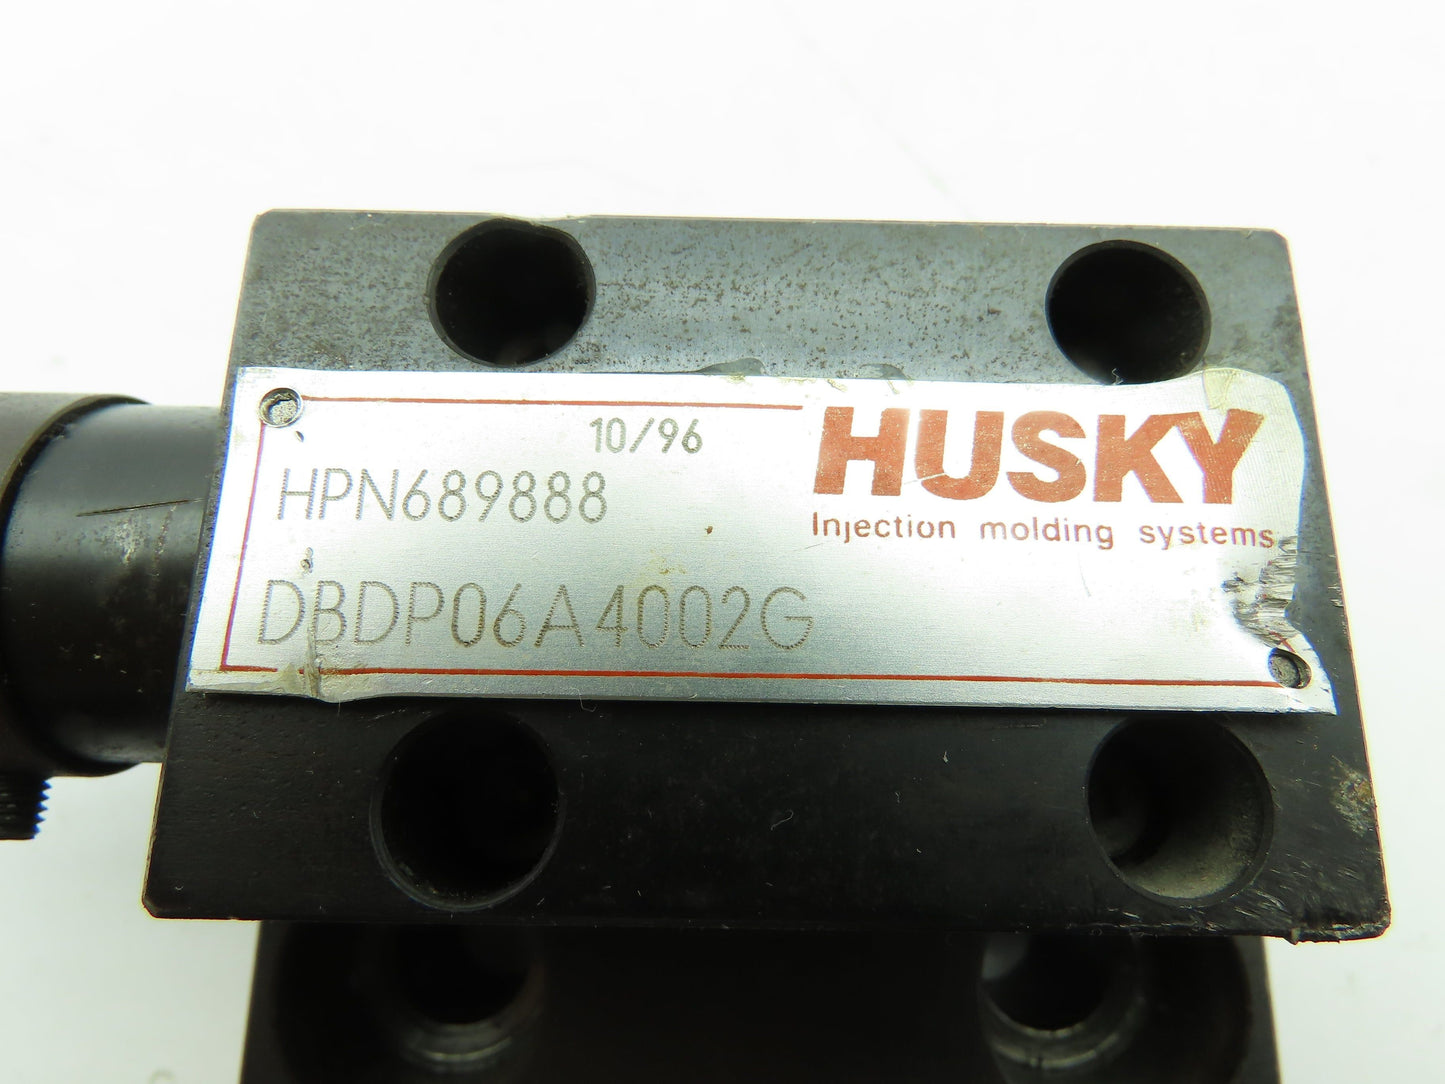 10/96
HUSKY
HPN689888
Injection molding systems
DBDP06A4002G